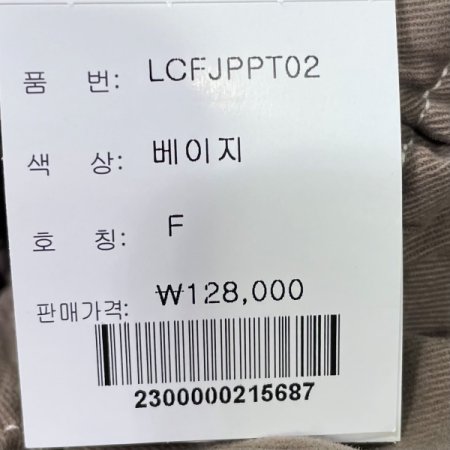 품 번: LCFJPPT02
색 상: 베이지
호 칭: F
판매가격: ₩128,000
2300000215687